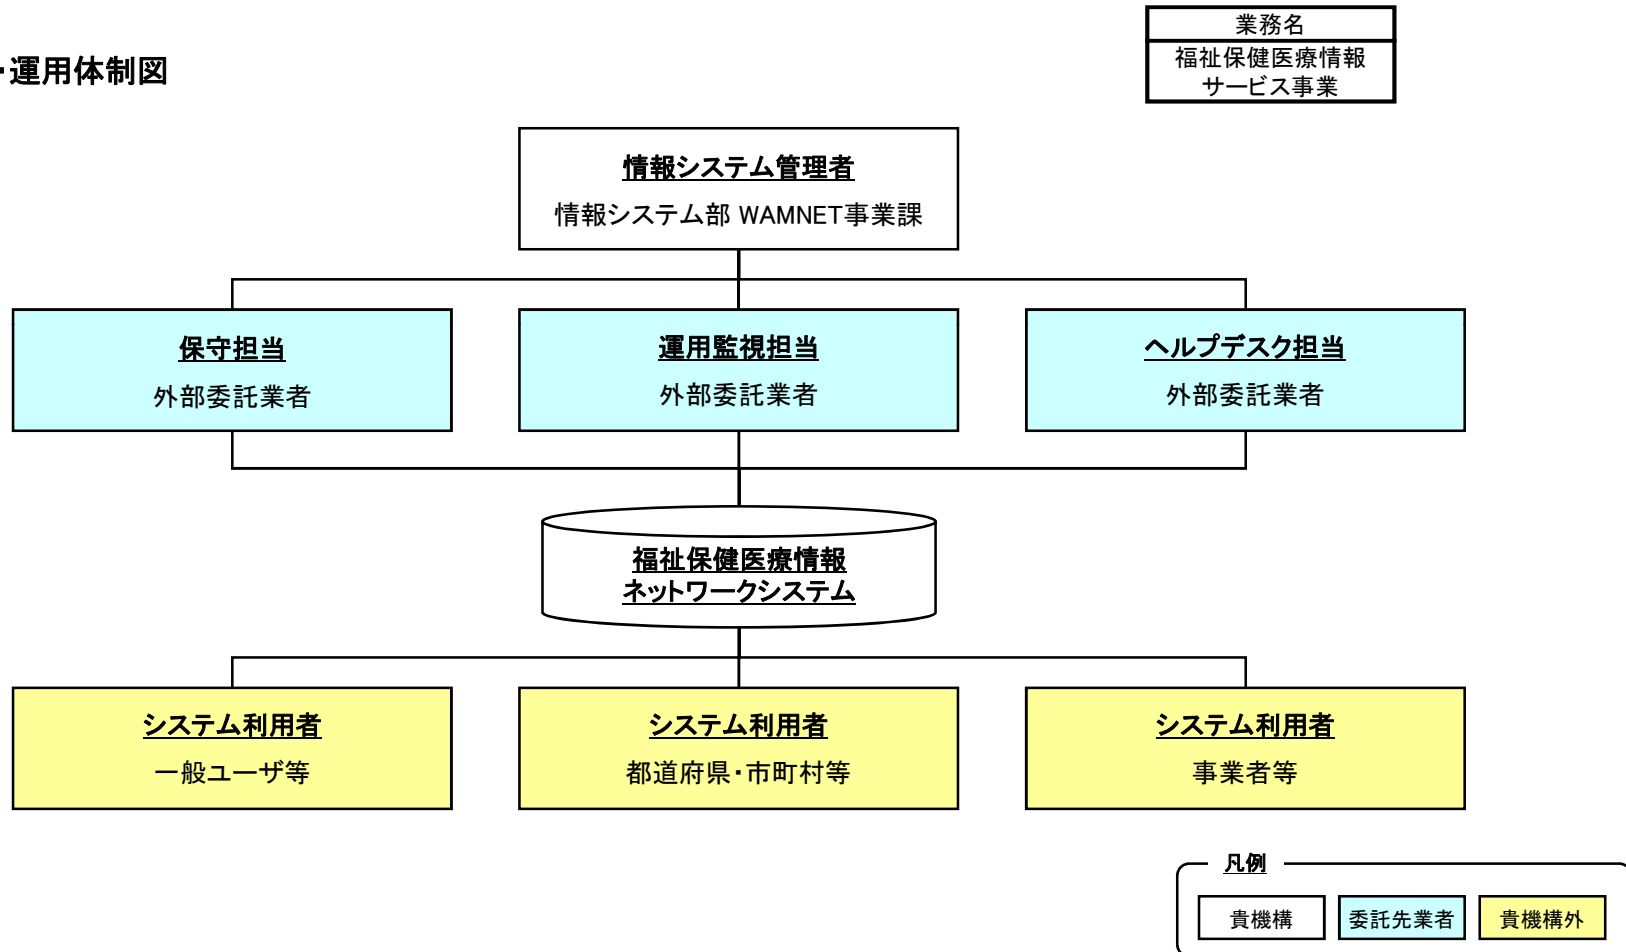 業務名
福祉保健医療情報
サービス事業
・運用体制図
情報システム管理者
情報システム部 WAMNET事業課
保守担当
外部委託業者
運用監視担当
外部委託業者
ヘルプデスク担当
外部委託業者
福祉保健医療情報
ネットワークシステム
システム利用者
一般ユーザ等
システム利用者
都道府県・市町村等
システム利用者
事業者等
凡例
貴機構
委託先業者
貴機構外